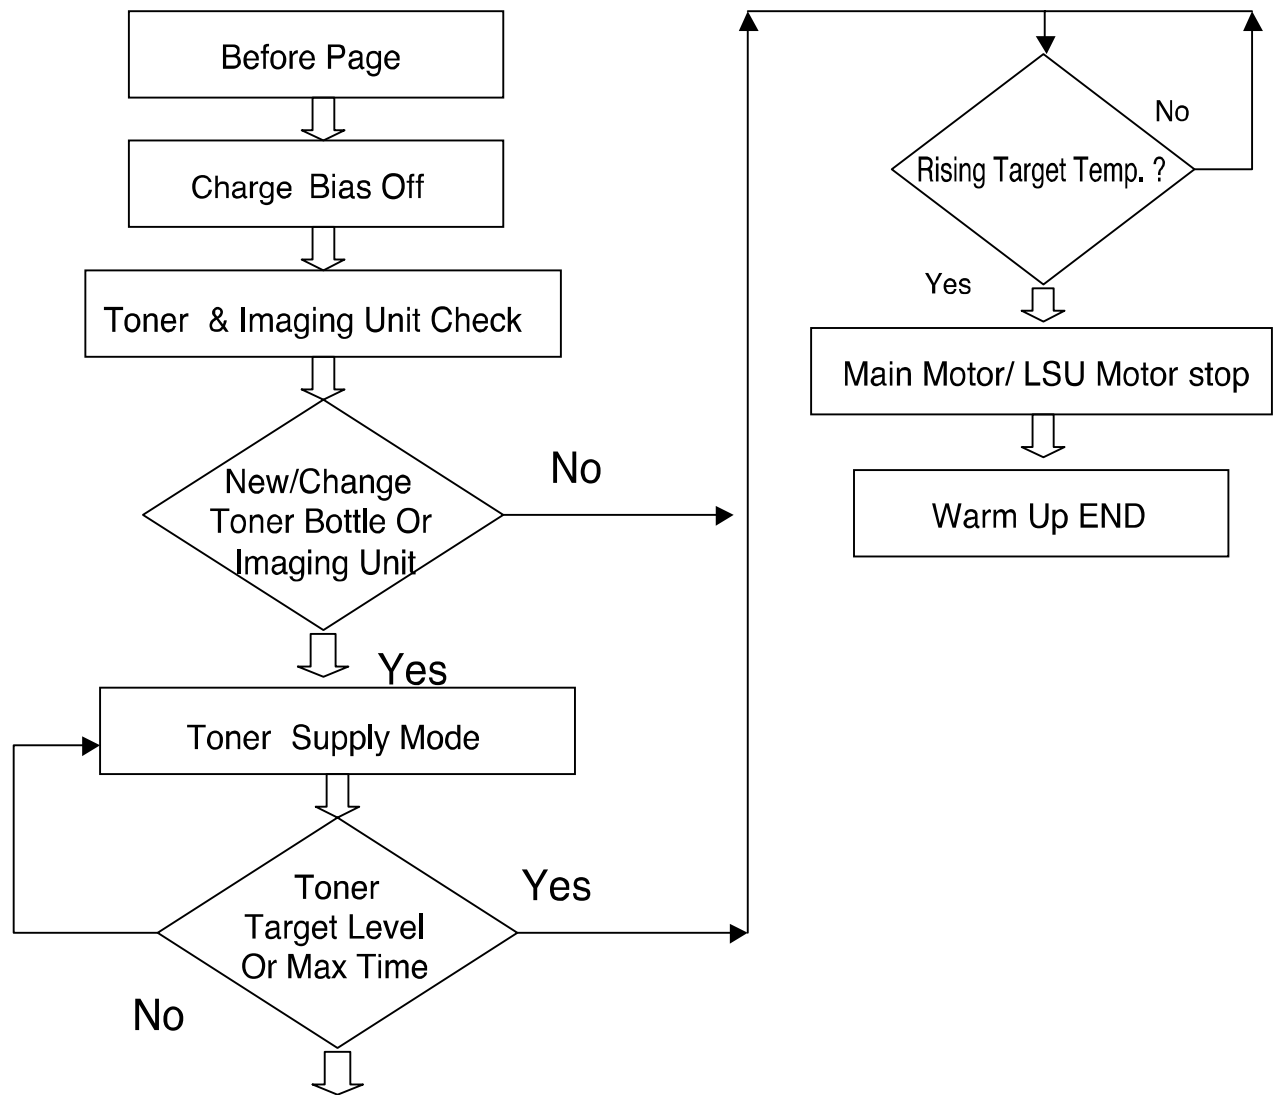 Before Page
Charge Bias Off
Toner & Imaging Unit Check
New/Change
Toner Bottle Or
Imaging Unit
No
Yes
Toner Supply Mode
Toner
Target Level
Or Max Time
Yes
No
Rising Target Temp. ?
No
Yes
Main Motor/ LSU Motor stop
Warm Up END